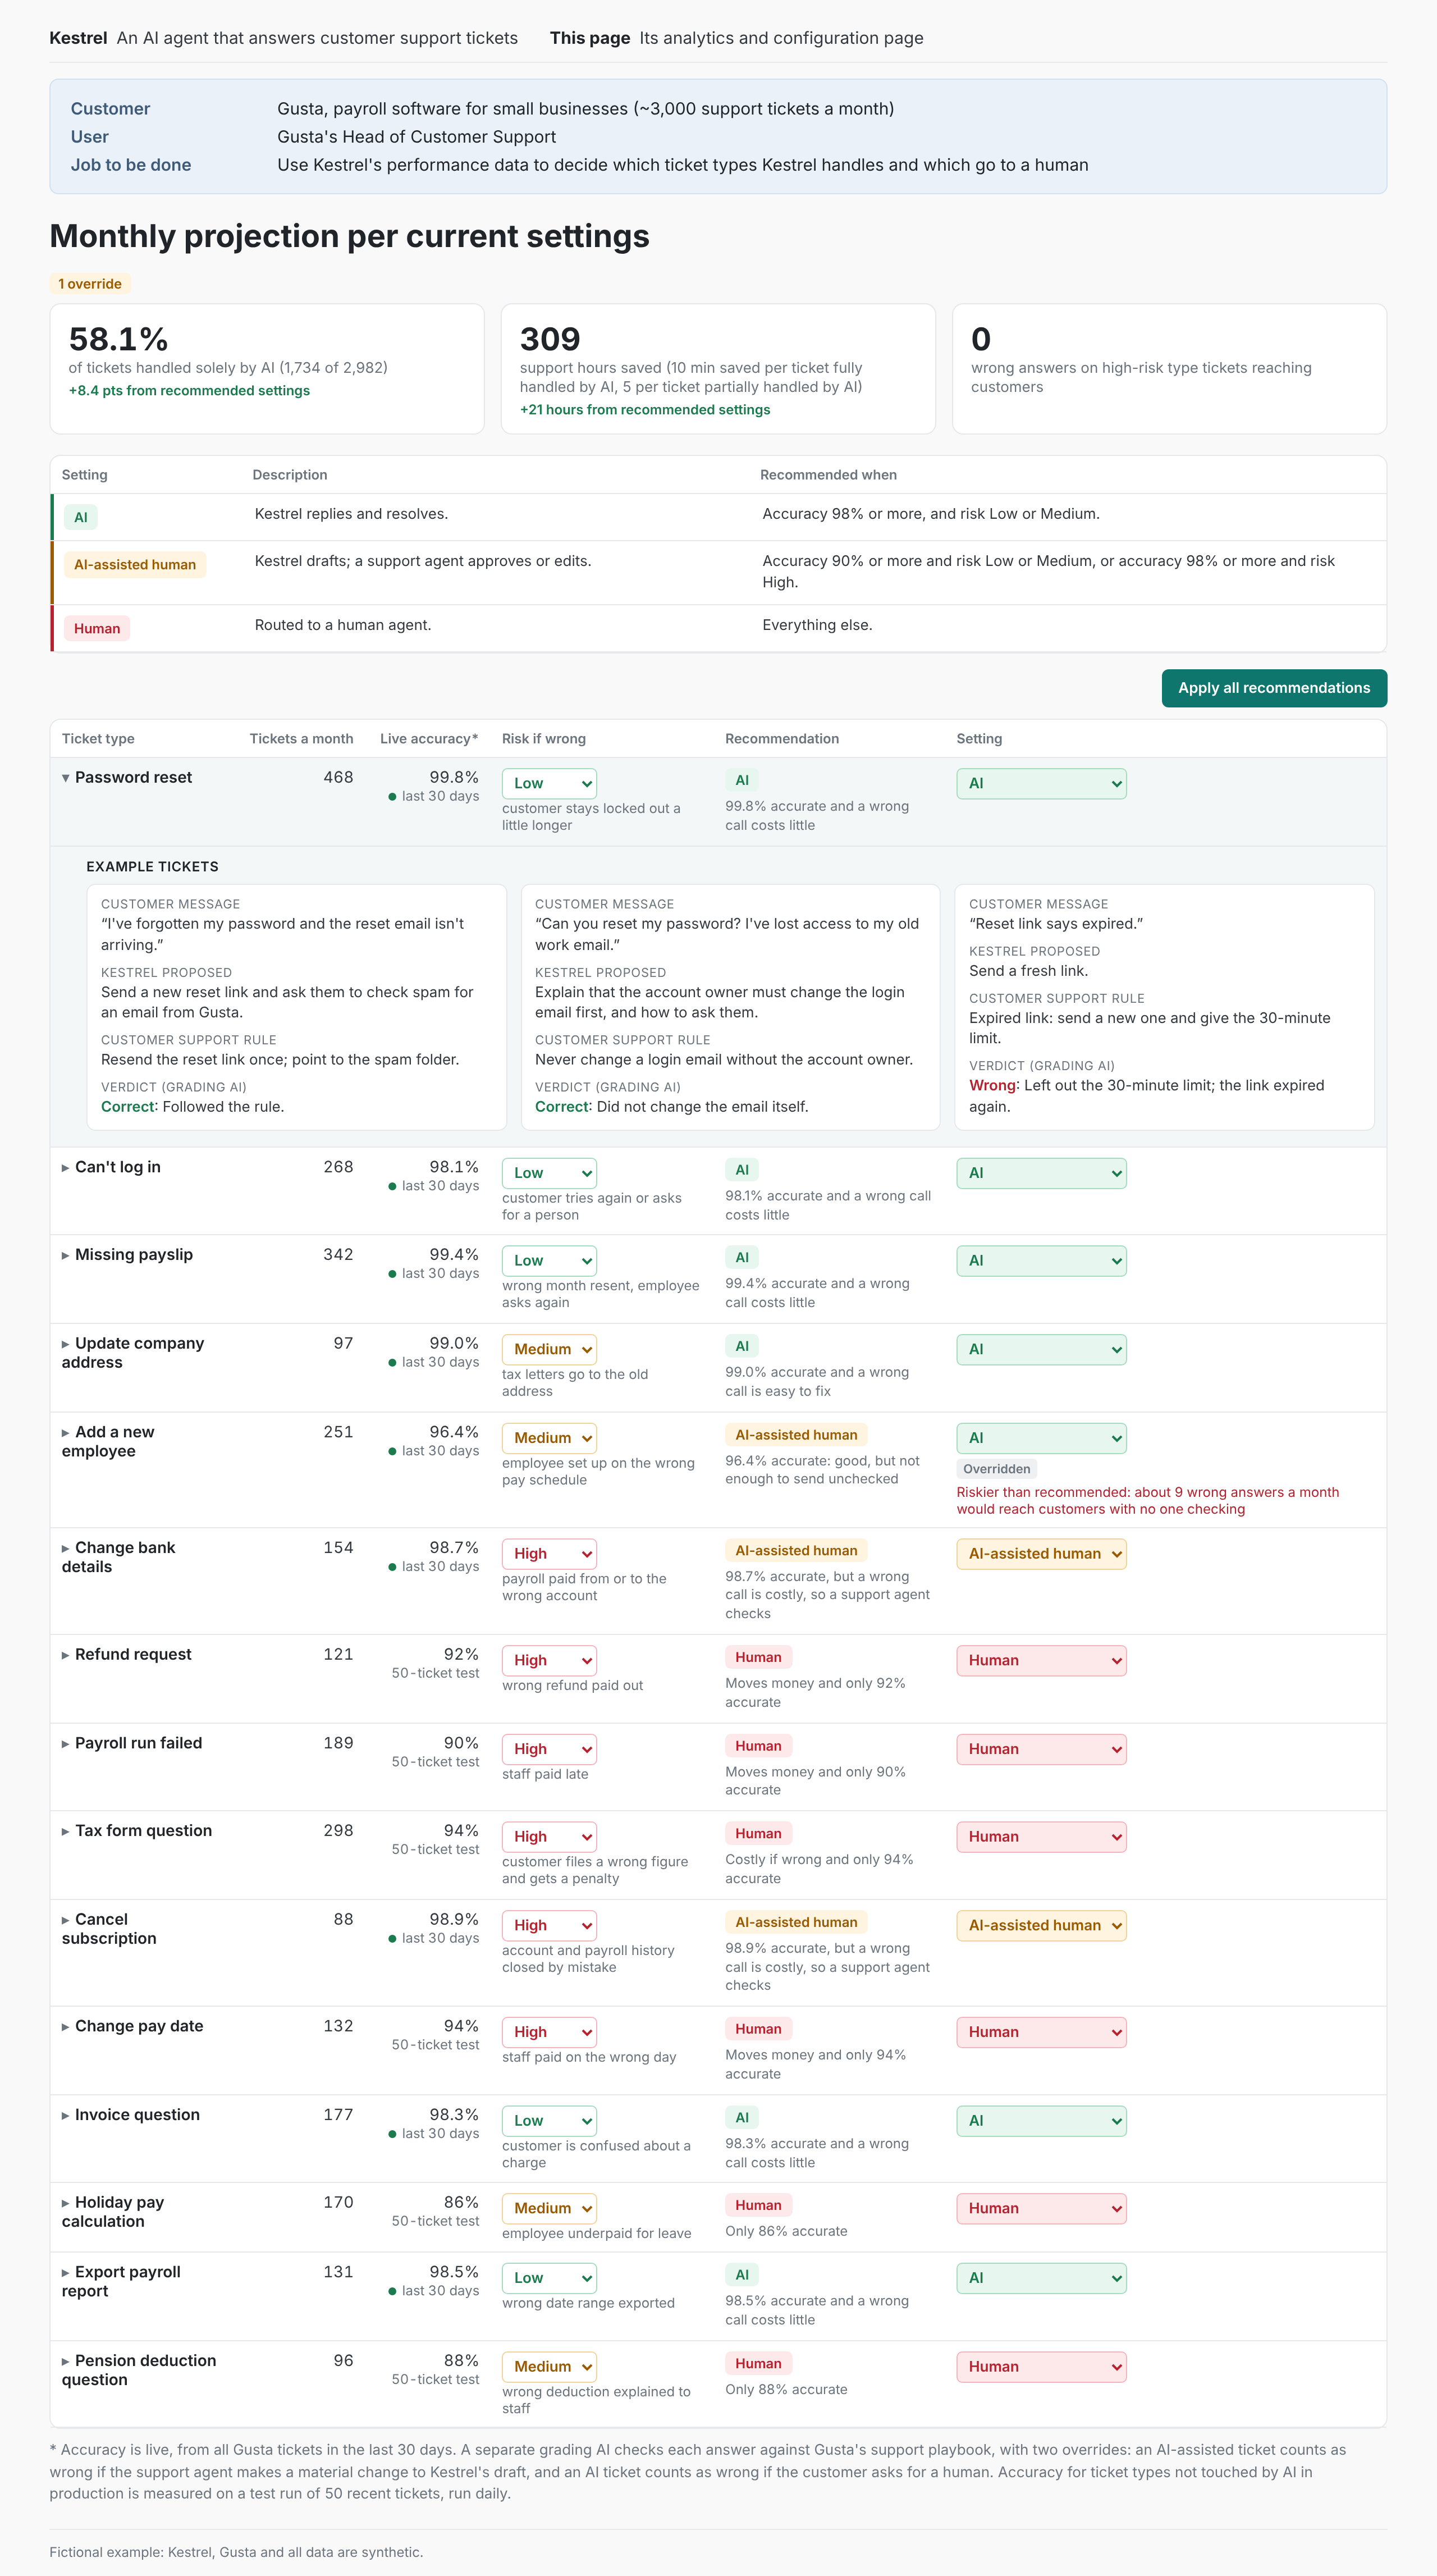 Kestrel An AI agent that answers customer support tickets This page Its analytics and configuration page
Customer Gusta, payroll software for small businesses (~3,000 support tickets a month)
User Gusta's Head of Customer Support
Job to be done Use Kestrel's performance data to decide which ticket types Kestrel handles and which go to a human
Monthly projection per current settings
1 override
58.1%
of tickets handled solely by AI (1,734 of 2,982)
+8.4 pts from recommended settings
309
support hours saved (10 min saved per ticket fully
handled by AI, 5 per ticket partially handled by AI)
+21 hours from recommended settings
0
wrong answers on high-risk type tickets reaching
customers
Setting Description Recommended when
AI Kestrel replies and resolves. Accuracy 98% or more, and risk Low or Medium.
AI-assisted human Kestrel drafts; a support agent approves or edits. Accuracy 90% or more and risk Low or Medium, or accuracy 98% or more and risk
High.
Human Routed to a human agent. Everything else.
Apply all recommendations
Ticket type Tickets a month Live accuracy* Risk if wrong Recommendation Setting
▾ Password reset 468 99.8% Low AI AI
● last 30 days customer stays locked out a 99.8% accurate and a wrong
little longer call costs little
EXAMPLE TICKETS
CUSTOMER MESSAGE
“I've forgotten my password and the reset email isn't
arriving.”
KESTREL PROPOSED
Send a new reset link and ask them to check spam for
an email from Gusta.
CUSTOMER SUPPORT RULE
Resend the reset link once; point to the spam folder.
VERDICT (GRADING AI)
Correct: Followed the rule.
CUSTOMER MESSAGE
“Can you reset my password? I've lost access to my old
work email.”
KESTREL PROPOSED
Explain that the account owner must change the login
email first, and how to ask them.
CUSTOMER SUPPORT RULE
Never change a login email without the account owner.
VERDICT (GRADING AI)
Correct: Did not change the email itself.
CUSTOMER MESSAGE
“Reset link says expired.”
KESTREL PROPOSED
Send a fresh link.
CUSTOMER SUPPORT RULE
Expired link: send a new one and give the 30-minute
limit.
VERDICT (GRADING AI)
Wrong: Left out the 30-minute limit; the link expired
again.
▸ Can't log in 268 98.1% Low AI AI
● last 30 days customer tries again or asks 98.1% accurate and a wrong call
for a person costs little
▸ Missing payslip 342 99.4% Low AI AI
● last 30 days wrong month resent, employee 99.4% accurate and a wrong
asks again call costs little
▸ Update company 97 99.0% Medium AI AI
address ● last 30 days tax letters go to the old 99.0% accurate and a wrong
address call is easy to fix
▸ Add a new 251 96.4% Medium AI-assisted human AI
employee ● last 30 days employee set up on the wrong 96.4% accurate: good, but not Overridden
pay schedule enough to send unchecked Riskier than recommended: about 9 wrong answers a month
would reach customers with no one checking
▸ Change bank 154 98.7% High AI-assisted human AI-assisted human
details ● last 30 days payroll paid from or to the 98.7% accurate, but a wrong
wrong account call is costly, so a support agent
checks
▸ Refund request 121 92% High Human Human
50-ticket test wrong refund paid out Moves money and only 92%
accurate
▸ Payroll run failed 189 90% High Human Human
50-ticket test staff paid late Moves money and only 90%
accurate
▸ Tax form question 298 94% High Human Human
50-ticket test customer files a wrong figure Costly if wrong and only 94%
and gets a penalty accurate
▸ Cancel 88 98.9% High AI-assisted human AI-assisted human
subscription ● last 30 days account and payroll history 98.9% accurate, but a wrong
closed by mistake call is costly, so a support agent
checks
▸ Change pay date 132 94% High Human Human
50-ticket test staff paid on the wrong day Moves money and only 94%
accurate
▸ Invoice question 177 98.3% Low AI AI
● last 30 days customer is confused about a 98.3% accurate and a wrong
charge call costs little
▸ Holiday pay 170 86% Medium Human Human
calculation 50-ticket test employee underpaid for leave Only 86% accurate
▸ Export payroll 131 98.5% Low AI AI
report ● last 30 days wrong date range exported 98.5% accurate and a wrong
call costs little
▸ Pension deduction 96 88% Medium Human Human
question 50-ticket test wrong deduction explained to Only 88% accurate
staff
* Accuracy is live, from all Gusta tickets in the last 30 days. A separate grading AI checks each answer against Gusta's support playbook, with two overrides: an AI-assisted ticket counts as
wrong if the support agent makes a material change to Kestrel's draft, and an AI ticket counts as wrong if the customer asks for a human. Accuracy for ticket types not touched by AI in
production is measured on a test run of 50 recent tickets, run daily.
Fictional example: Kestrel, Gusta and all data are synthetic.